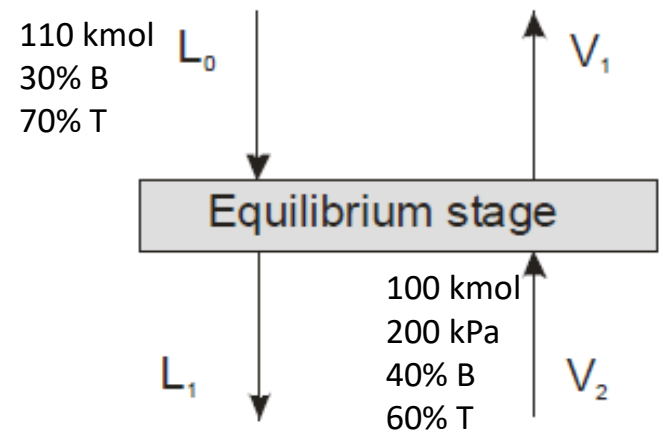 110 kmol
30% B
70% T
L₀
V₁
Equilibrium stage
100 kmol
200 kPa
40% B
60% T
L₁
V₂